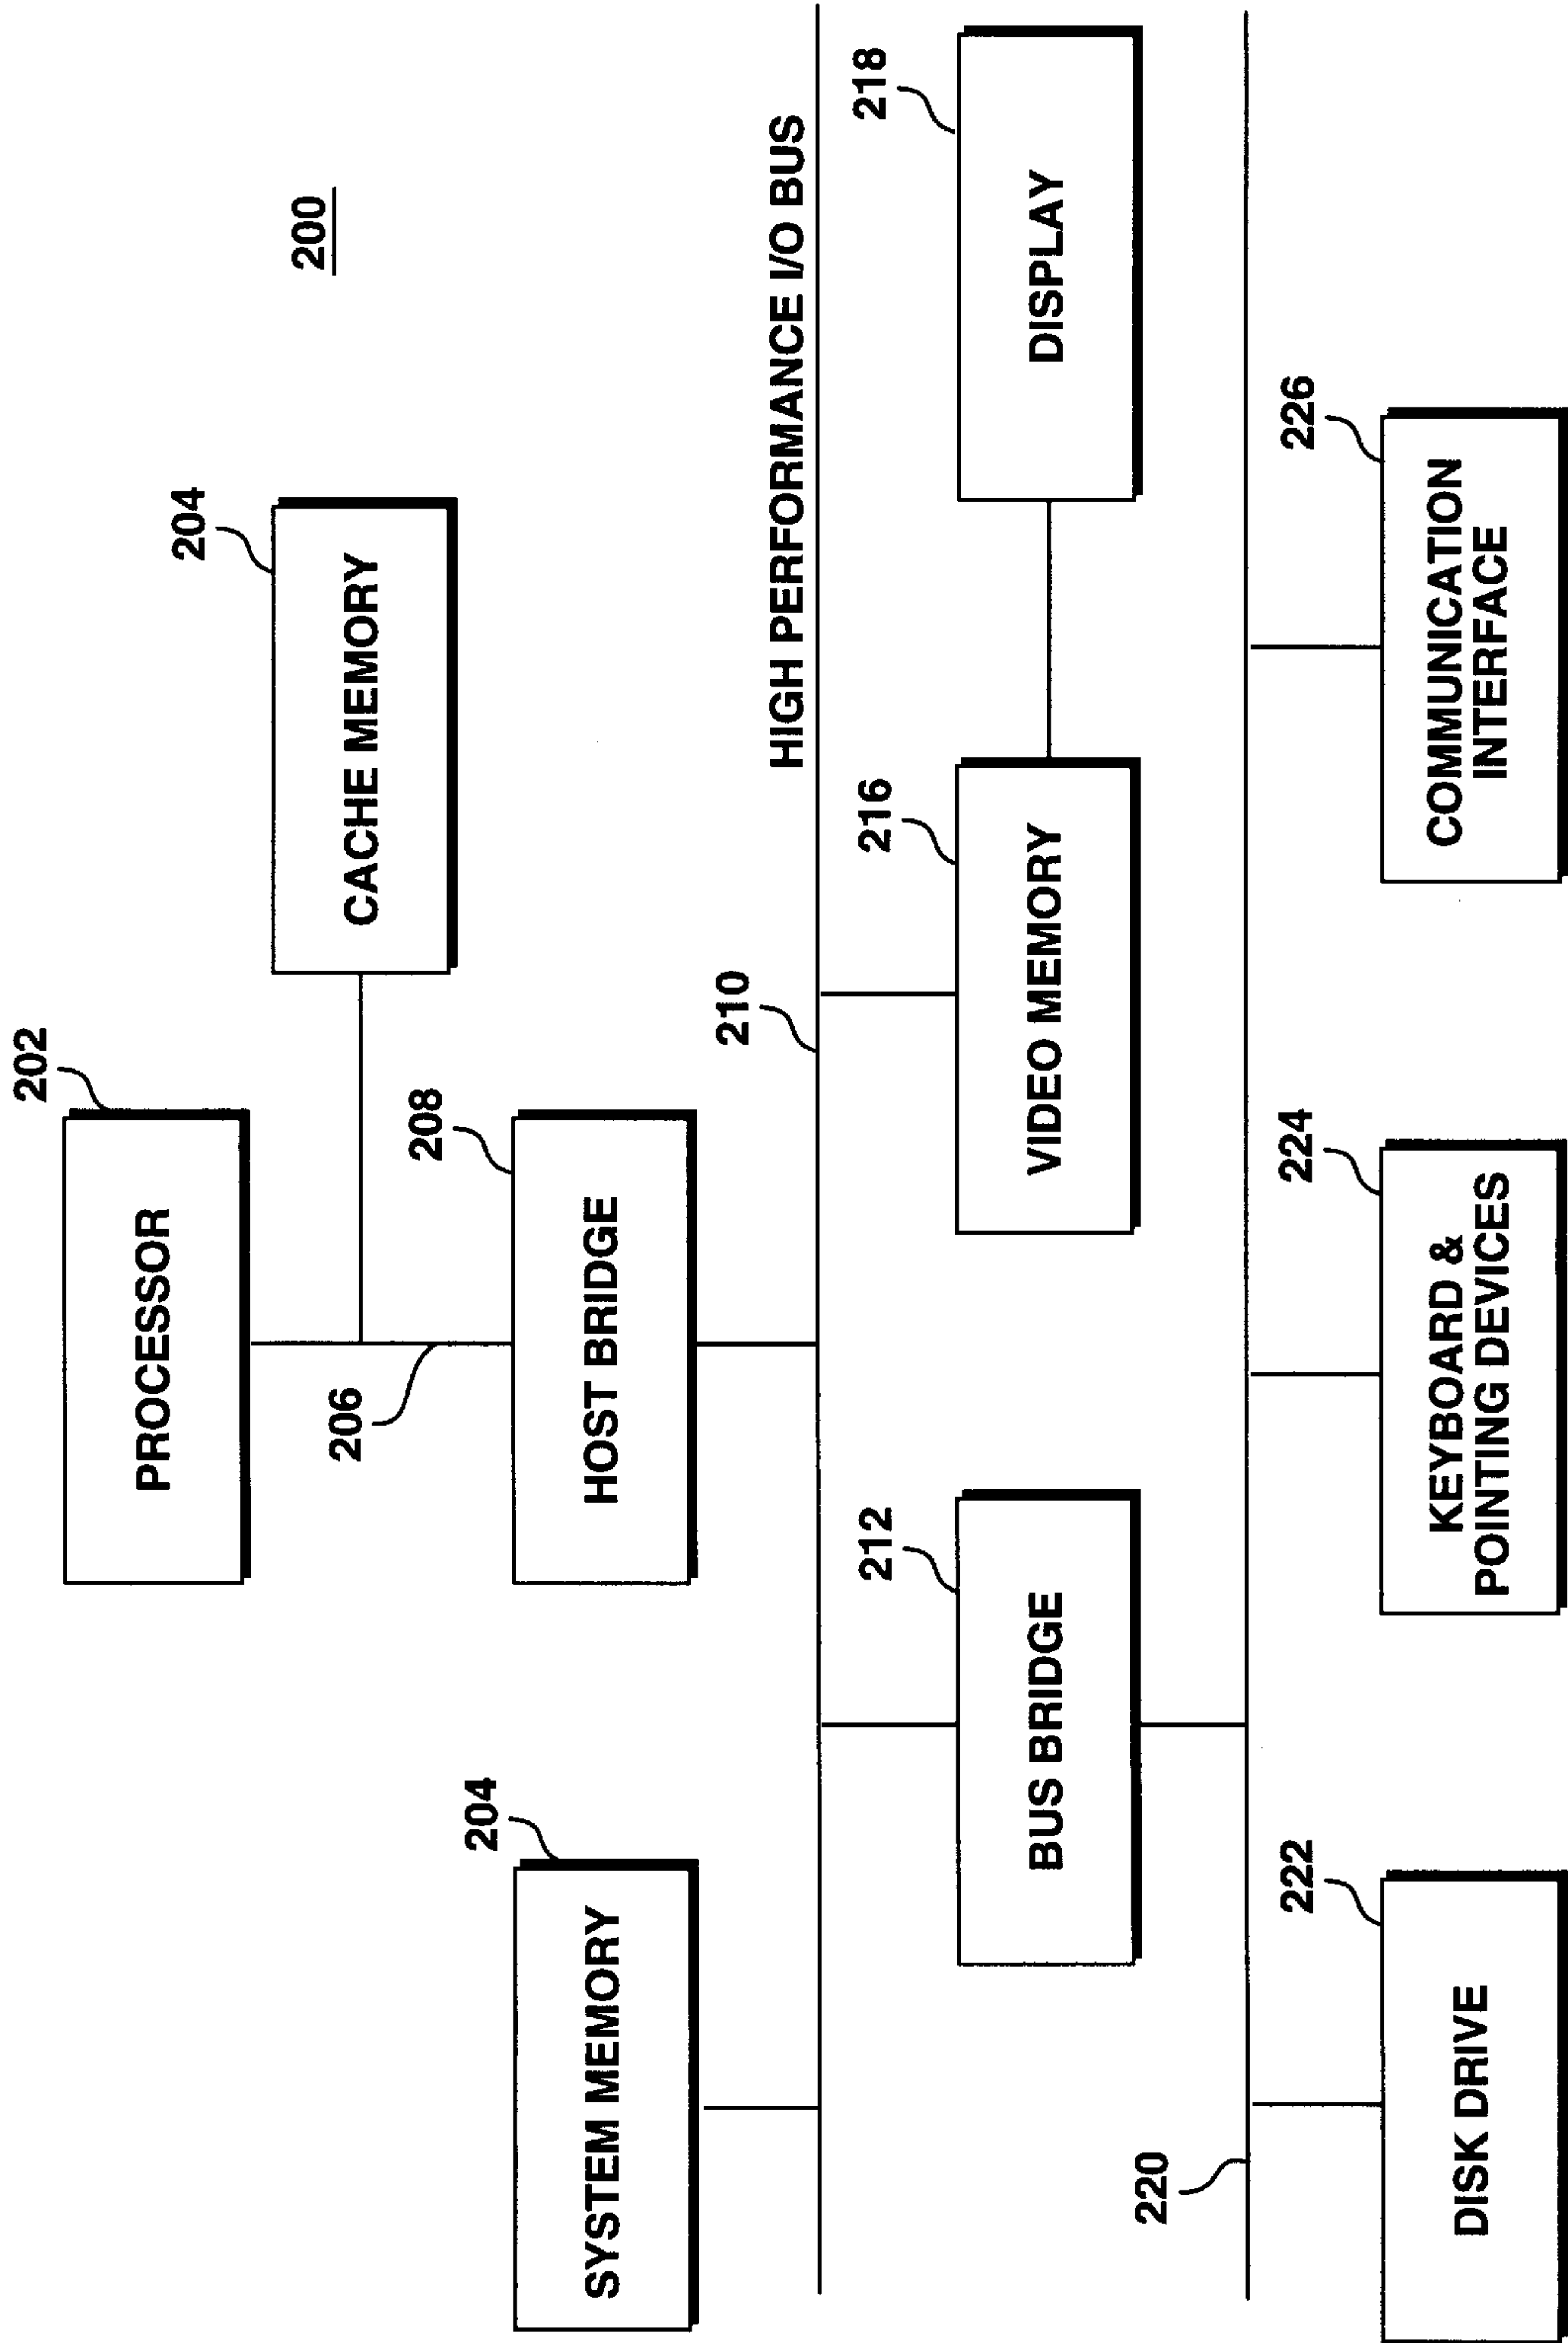 200
202
PROCESSOR
204
CACHE MEMORY
206
208
HOST BRIDGE
204
SYSTEM MEMORY
210
HIGH PERFORMANCE I/O BUS
212
BUS BRIDGE
216
VIDEO MEMORY
218
DISPLAY
220
222
DISK DRIVE
224
KEYBOARD &
POINTING DEVICES
226
COMMUNICATION
INTERFACE